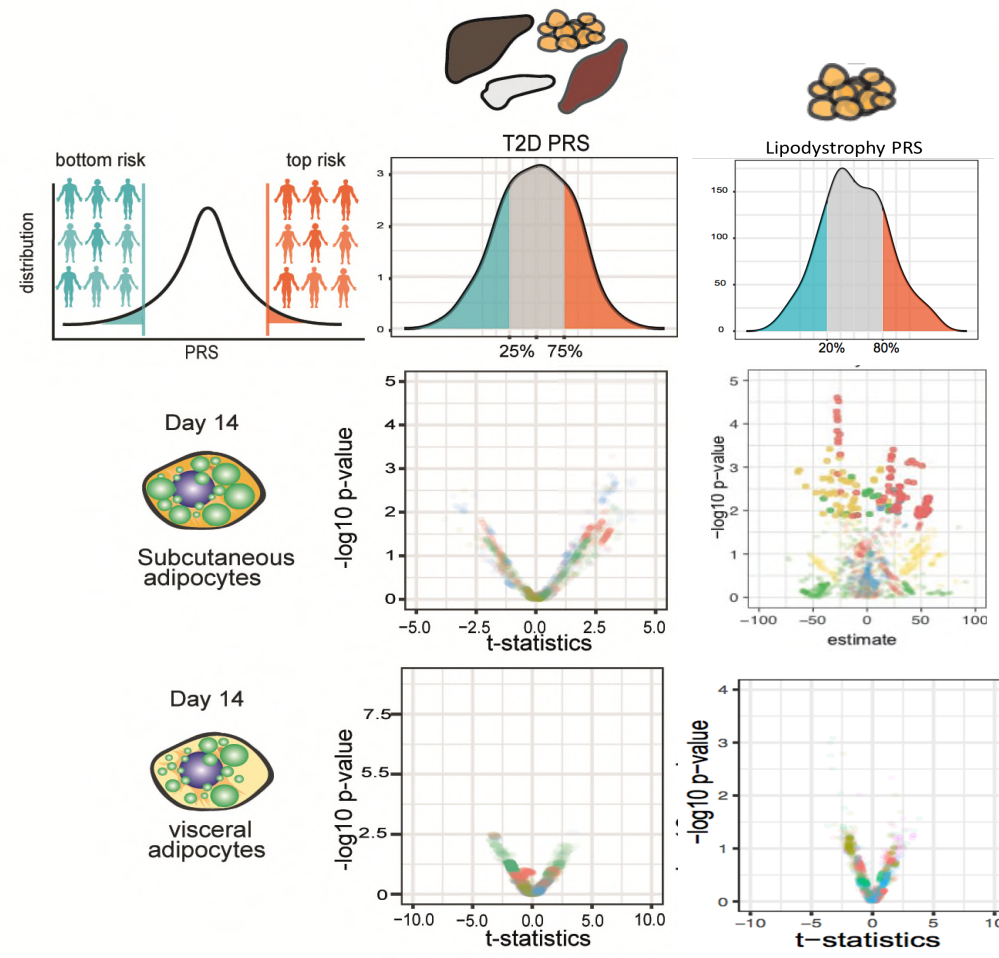 T2D PRS
Lipodystrophy PRS
bottom risk
top risk
distribution
PRS
3
2
1
0
25% 75%
150
100
50
0
20% 80%
Day 14
Subcutaneous
adipocytes
-log10 p-value
5
4
3
2
1
0
−5.0 −2.5 0.0 2.5 5.0
t-statistics
−log10 p-value
5
4
3
2
1
0
−100 −50 0 50 100
estimate
Day 14
visceral
adipocytes
-log10 p-value
7.5
5.5
2.5
0
−10.0 −5.0 0.0 5.0 10.0
t-statistics
−log10 p−value
4
3
2
1
0
−10 −5 0 5
t−statistics